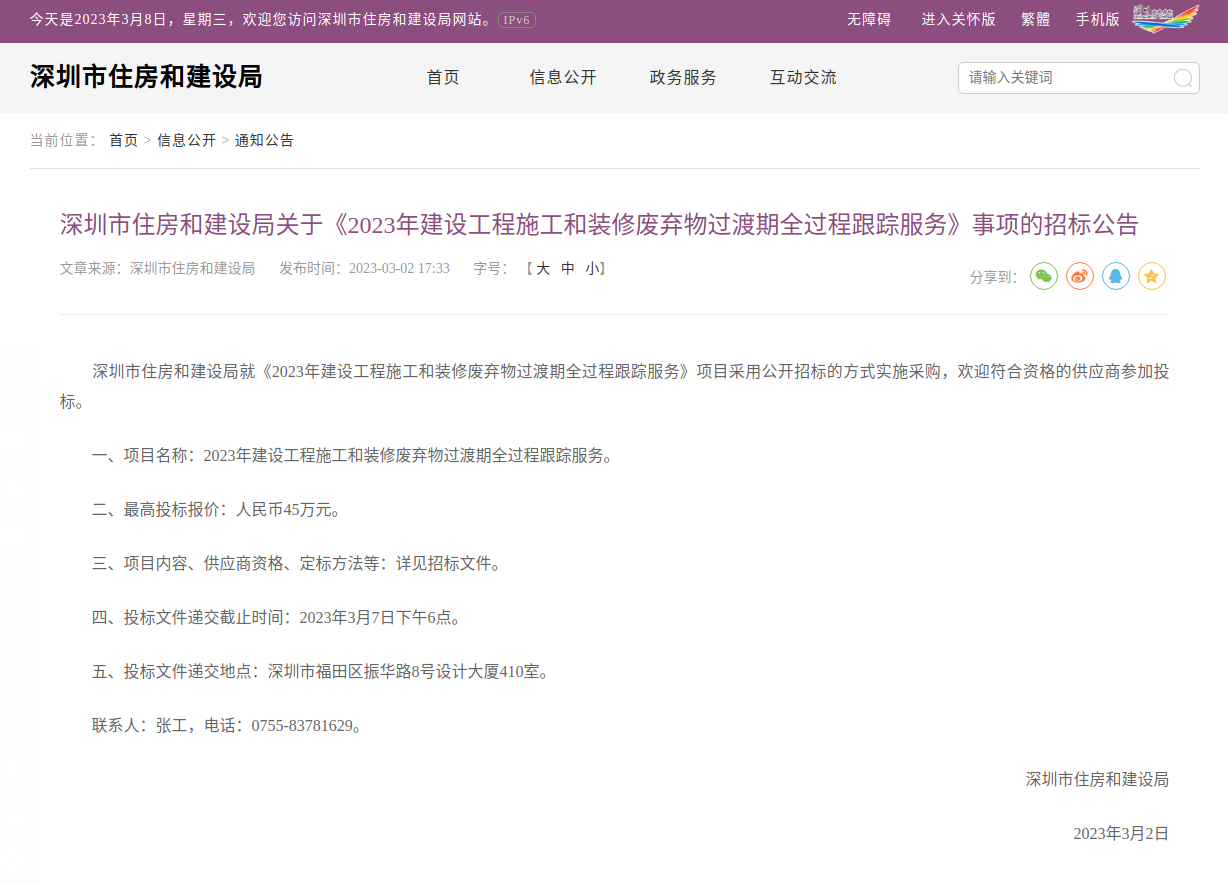 今天是2023年3月8日，星期三，欢迎您访问深圳市住房和建设局网站。 IPv6 无障碍 进入关怀版 繁體 手机版
深圳市住房和建设局 首页 信息公开 政务服务 互动交流 请输入关键词
当前位置： 首页 > 信息公开 > 通知公告
深圳市住房和建设局关于《2023年建设工程施工和装修废弃物过渡期全过程跟踪服务》事项的招标公告
文章来源：深圳市住房和建设局 发布时间：2023-03-02 17:33 字号： 【大 中 小】 分享到：
深圳市住房和建设局就《2023年建设工程施工和装修废弃物过渡期全过程跟踪服务》项目采用公开招标的方式实施采购，欢迎符合资格的供应商参加投
标。
一、项目名称：2023年建设工程施工和装修废弃物过渡期全过程跟踪服务。
二、最高投标报价：人民币45万元。
三、项目内容、供应商资格、定标方法等：详见招标文件。
四、投标文件递交截止时间：2023年3月7日下午6点。
五、投标文件递交地点：深圳市福田区振华路8号设计大厦410室。
联系人：张工，电话：0755-83781629。
深圳市住房和建设局
2023年3月2日